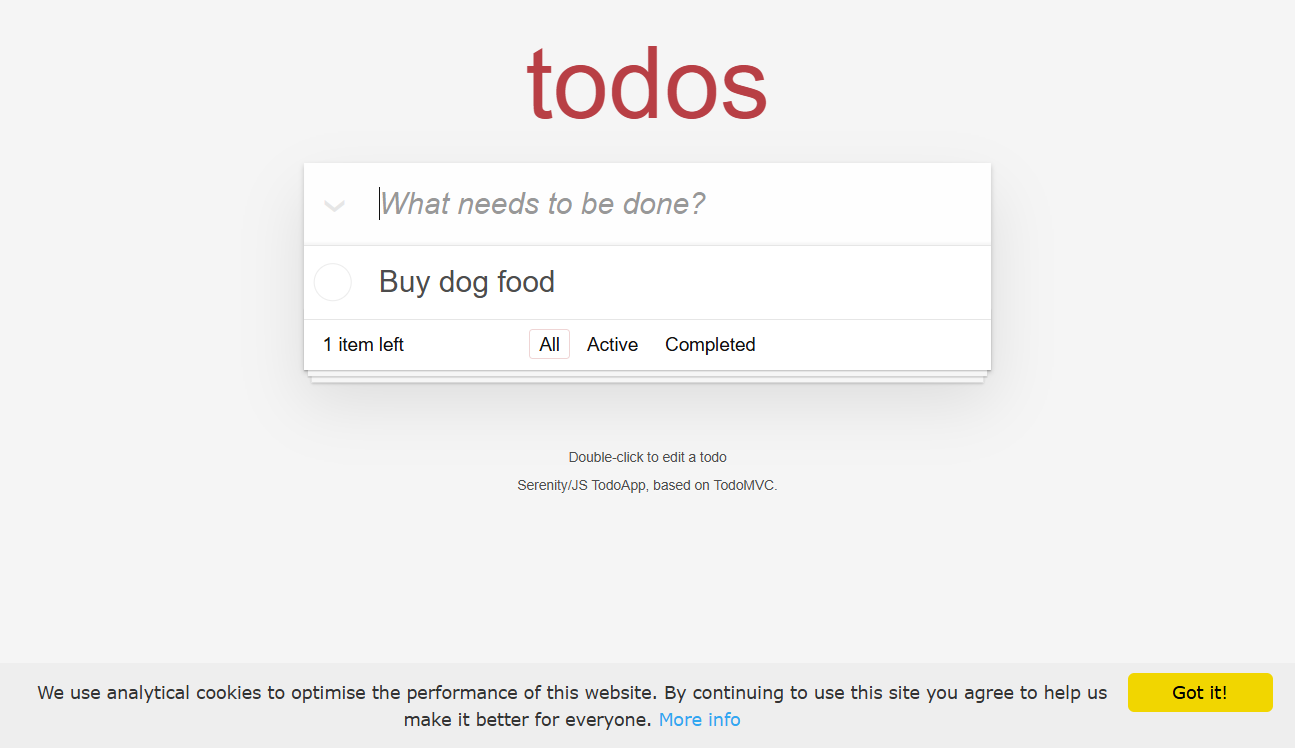 todos
What needs to be done?
Buy dog food
1 item left All Active Completed
Double-click to edit a todo
Serenity/JS TodoApp, based on TodoMVC.
We use analytical cookies to optimise the performance of this website. By continuing to use this site you agree to help us
make it better for everyone. More info
Got it!